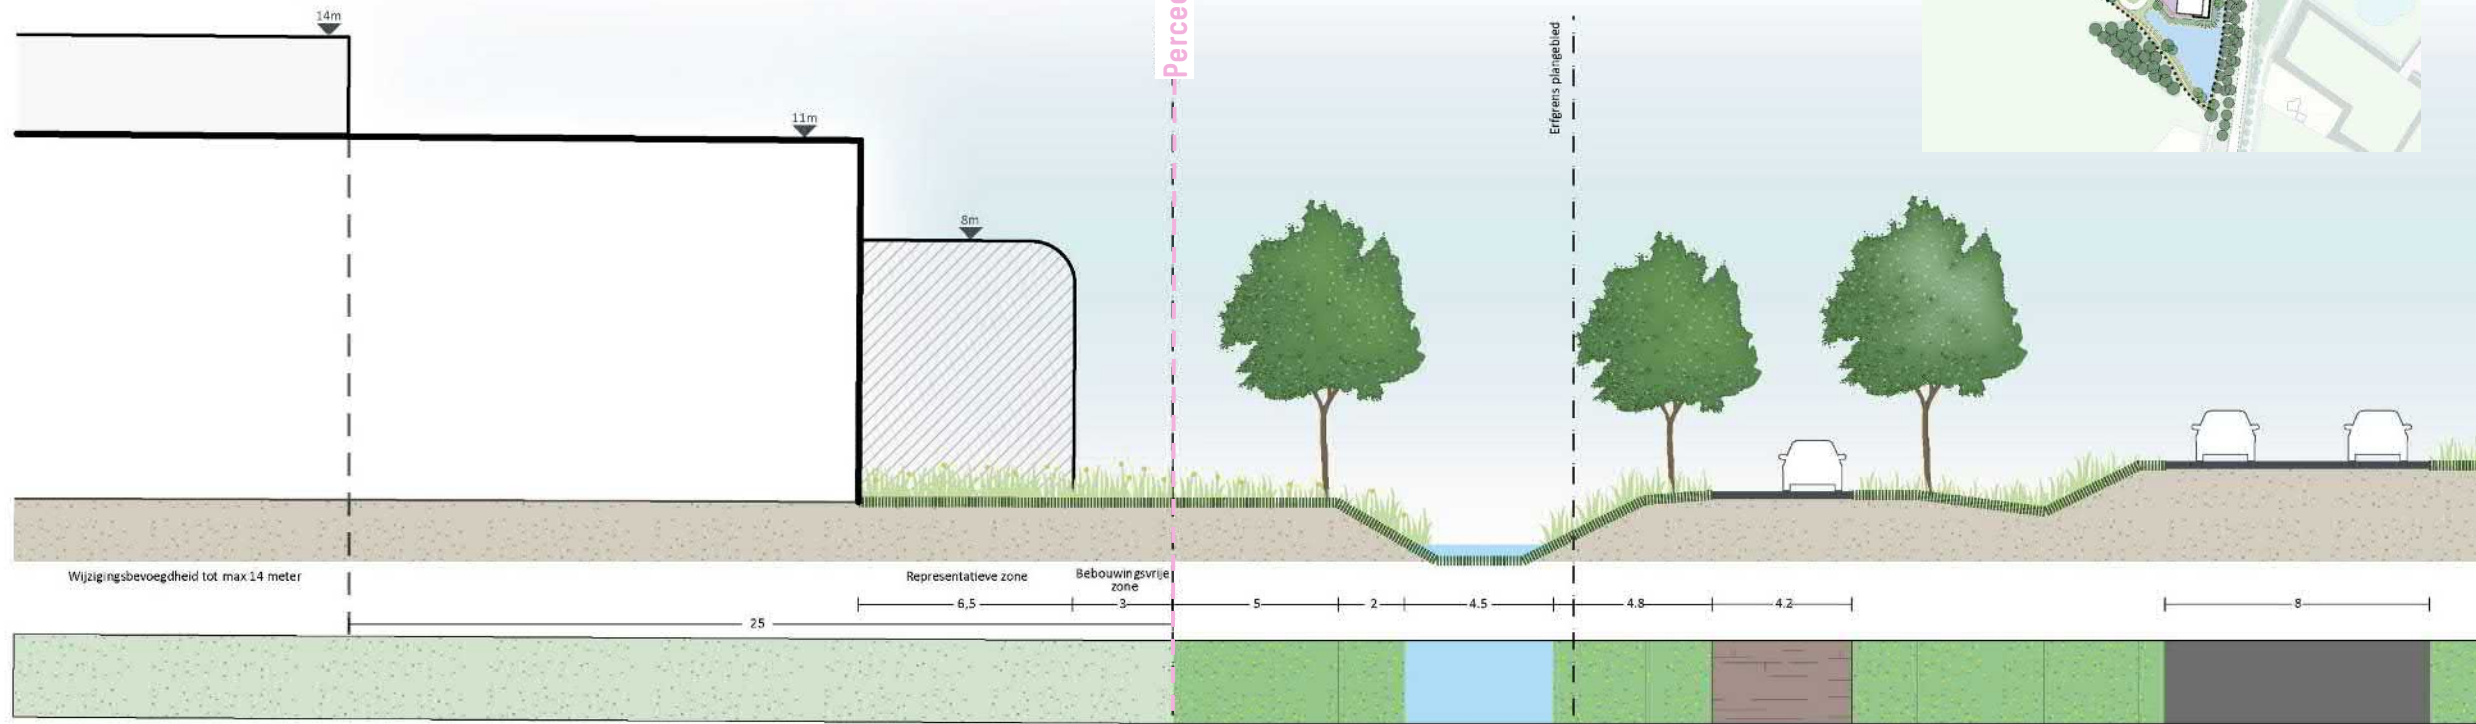 14m
11m
8m
Erfgrens plangebied
Wijzigingsbevoegdheid tot max 14 meter
Representatieve zone
Bebouwingsvrije
zone
6,5
3
5
2
4.5
4.8
4.2
8
25